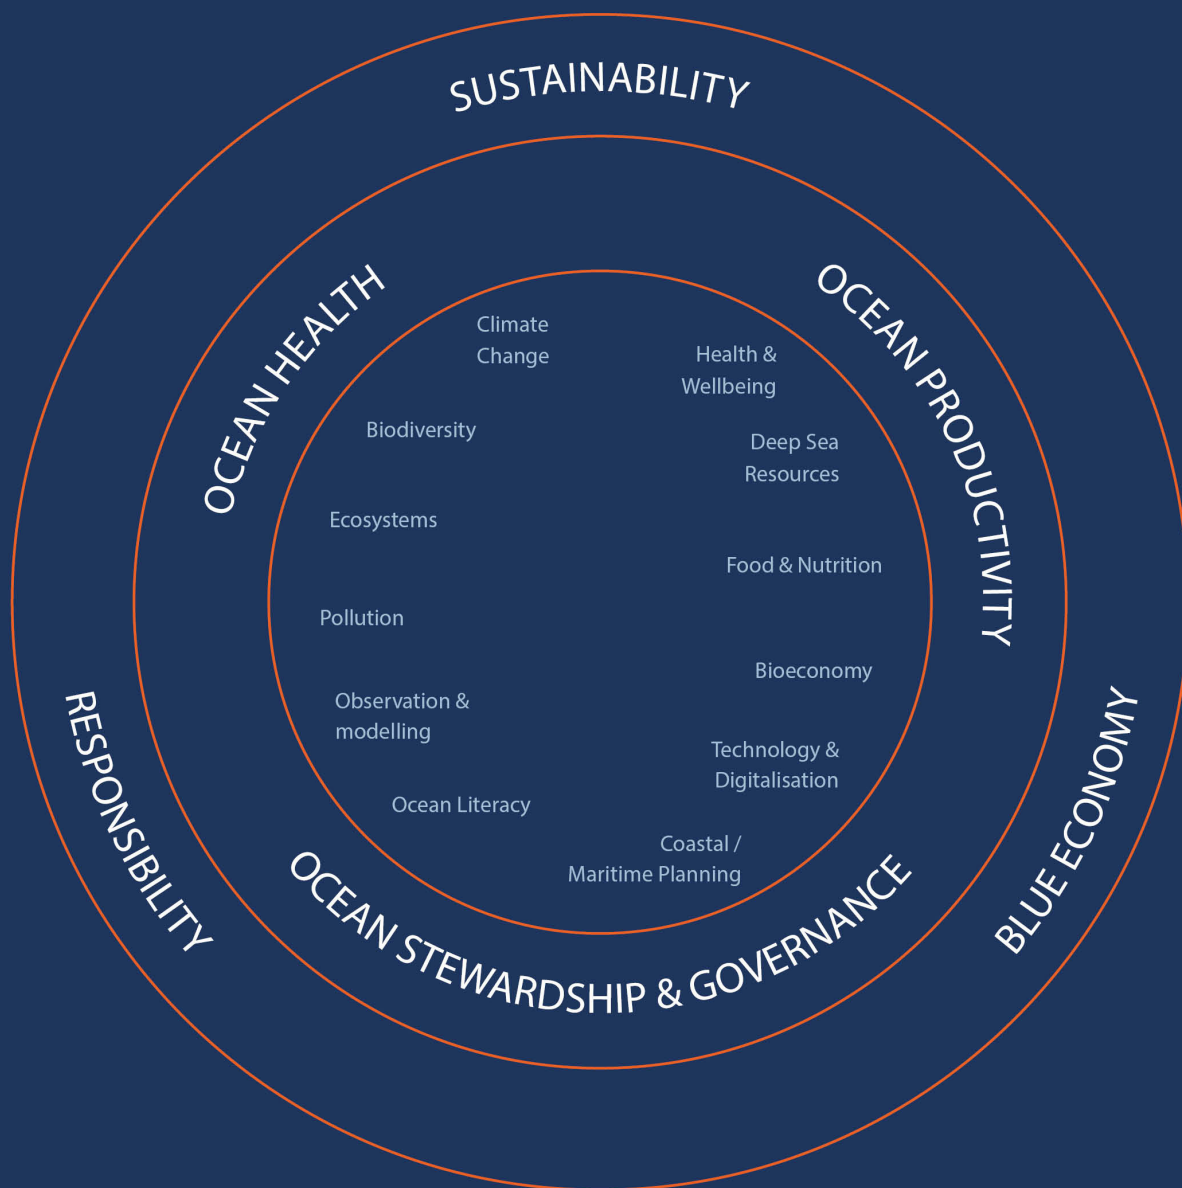 SUSTAINABILITY
OCEAN HEALTH
OCEAN PRODUCTIVITY
Climate
Change
Health &
Wellbeing
Biodiversity
Deep Sea
Resources
Ecosystems
Food & Nutrition
Pollution
Bioeconomy
Observation &
modelling
Technology &
Digitalisation
Ocean Literacy
Coastal /
Maritime Planning
RESPONSIBILITY
BLUE ECONOMY
OCEAN STEWARDSHIP & GOVERNANCE